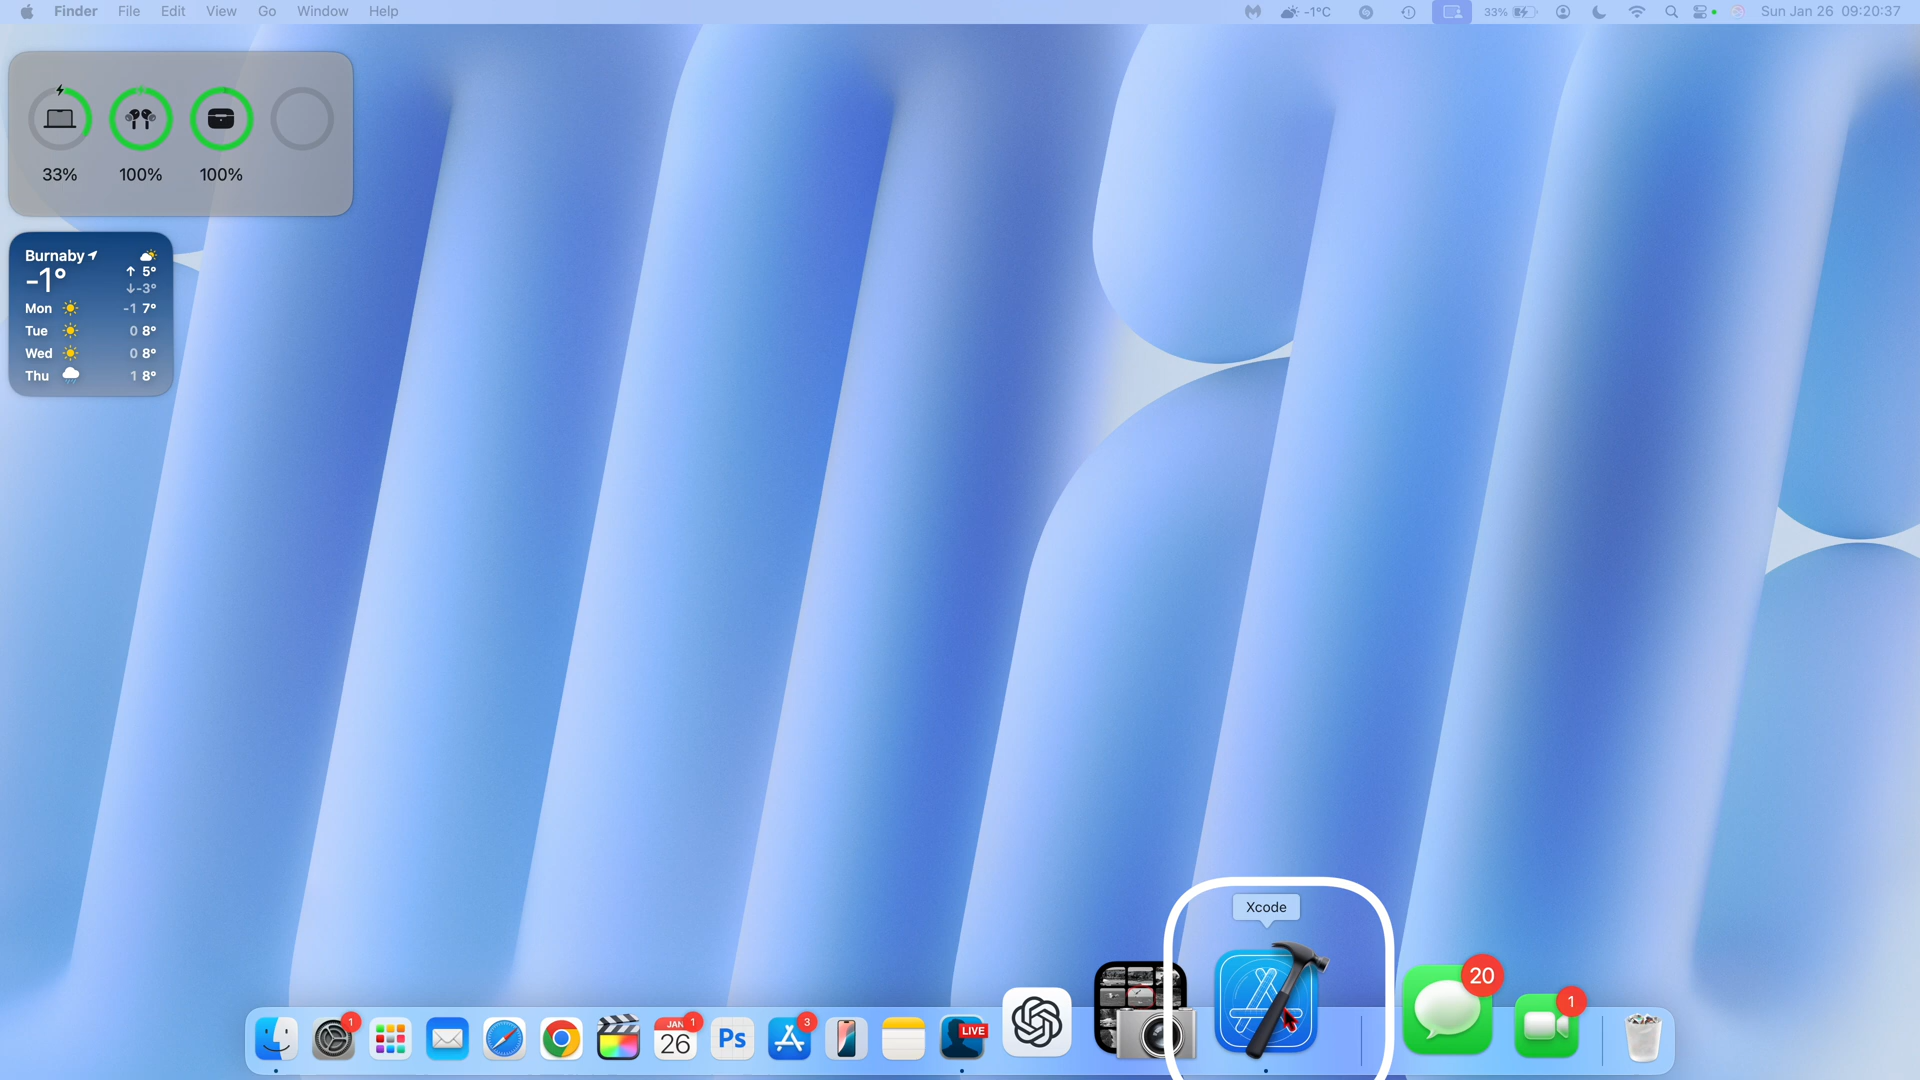 Finder File Edit View Go Window Help
-1°C 33% Sun Jan 26 09:20:37
33% 100% 100%
Burnaby
-1° 5°
-3°
Mon -1 7°
Tue 0 8°
Wed 0 8°
Thu 1 8°
Xcode
20
1
1
JAN 1
26
Ps
3
LIVE